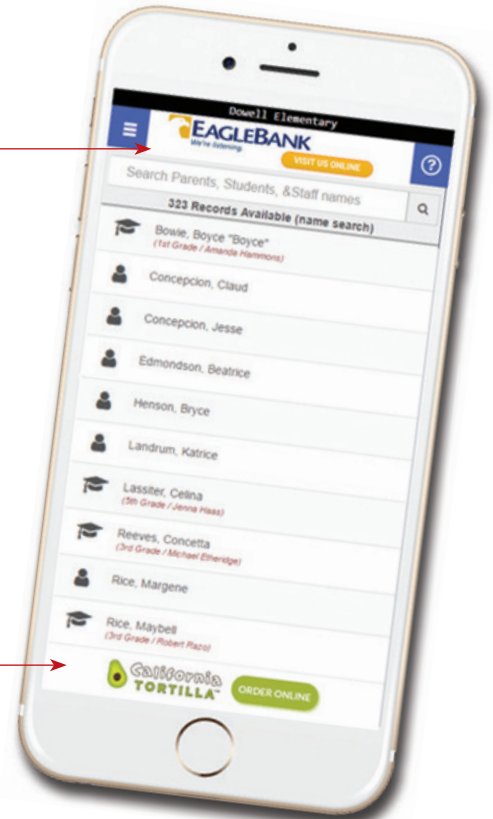 Dowell Elementary
EAGLEBANK
We're listening.
VISIT US ONLINE
Search Parents, Students, &Staff names
323 Records Available (name search)
Bowie, Boyce "Boyce"
(1st Grade / Amanda Hammons)
Concepcion, Claud
Concepcion, Jesse
Edmondson, Beatrice
Henson, Bryce
Landrum, Katrice
Lassiter, Celina
(5th Grade / Jenna Haas)
Reeves, Concetta
(3rd Grade / Michael Etheridge)
Rice, Margene
Rice, Maybell
(3rd Grade / Robert Razo)
California
TORTILLA™
ORDER ONLINE